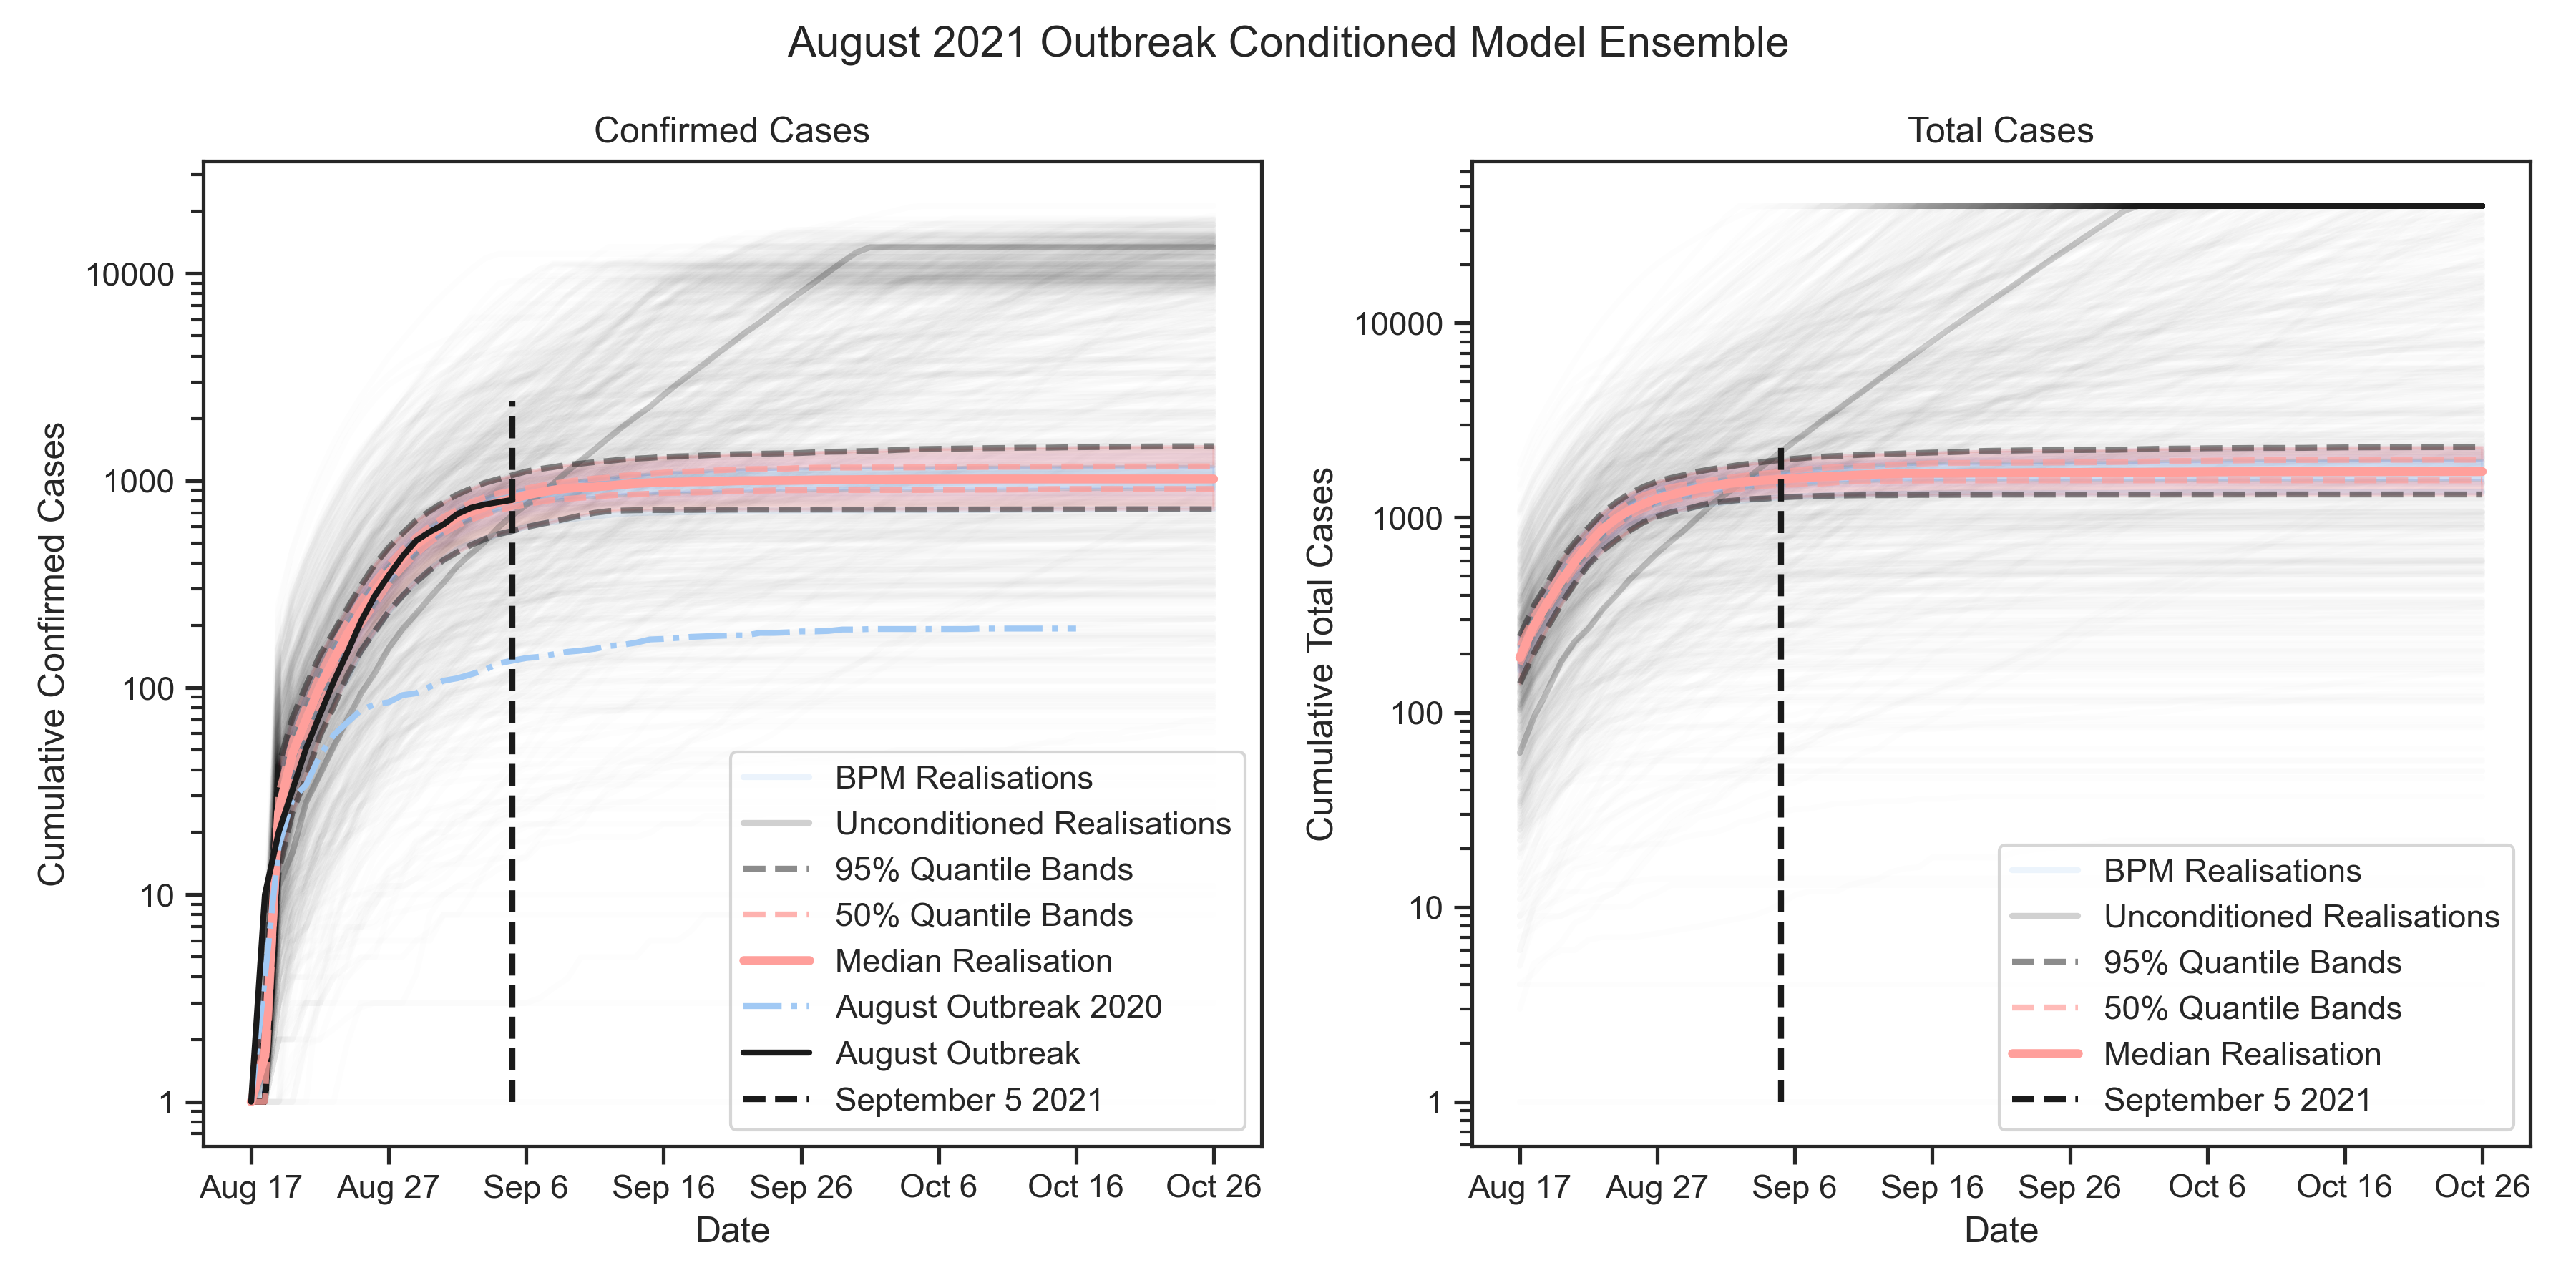 August 2021 Outbreak Conditioned Model Ensemble
Confirmed Cases
Cumulative Confirmed Cases
10000
1000
100
10
1
BPM Realisations
Unconditioned Realisations
95% Quantile Bands
50% Quantile Bands
Median Realisation
August Outbreak 2020
August Outbreak
September 5 2021
Aug 17 Aug 27 Sep 6 Sep 16 Sep 26 Oct 6 Oct 16 Oct 26
Date
Total Cases
Cumulative Total Cases
10000
1000
100
10
1
BPM Realisations
Unconditioned Realisations
95% Quantile Bands
50% Quantile Bands
Median Realisation
September 5 2021
Aug 17 Aug 27 Sep 6 Sep 16 Sep 26 Oct 6 Oct 16 Oct 26
Date